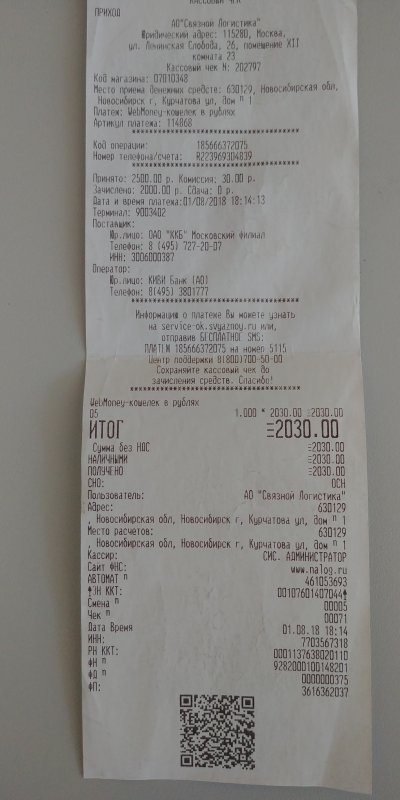 КАССОВЫЙ ЧЕК
ПРИХОД
АО"Связной Логистика"
Юридический адрес: 115280, Москва,
ул. Ленинская Слобода, 26, помещение XII
комната 23
Кассовый чек N: 202797
Код магазина: 07010348
Место приема денежных средств: 630129, Новосибирская обл,
Новосибирск г, Курчатова ул, дом " 1
Платеж: WebMoney-кошелек в рублях
Артикул платежа: 114868
****************************************
Код операции: 185666372075
Номер телефона/счета: R223969304839
****************************************
Принято: 2500.00 р. Комиссия: 30.00 р.
Зачислено: 2000.00 р. Сдача: 0 р.
Дата и время платежа:01/08/2018 18:14:13
Терминал: 9003402
Поставщик:
Юр.лицо: ОАО "ККБ" Московский филиал
Телефон: 8 (495) 727-20-07
ИНН: 3006000387
Оператор:
Юр.лицо: КИВИ Банк (АО)
Телефон: 8(495) 3801777
****************************************
Информацию о платеже Вы можете узнать
на service-ok.svyaznoy.ru или,
отправив БЕСПЛАТНОЕ SMS:
ПЛАТЕЖ 185666372075 на номер 5115
Центр поддержки 8(800)700-50-00
Сохраняйте кассовый чек до
зачисления средств. Спасибо!
****************************************
WebMoney-кошелек в рублях
05 1.000 * 2030.00 =2030.00
ИТОГ =2030.00
Сумма без НДС =2030.00
НАЛИЧНЫМИ =2030.00
ПОЛУЧЕНО =2030.00
СНО: ОСН
Пользователь: АО "Связной Логистика"
Адрес: 630129
, Новосибирская обл, Новосибирск г, Курчатова ул, дом " 1
Место расчетов: 630129
, Новосибирская обл, Новосибирск г, Курчатова ул, дом " 1
Кассир: СИС. АДМИНИСТРАТОР
Сайт ФНС: www.nalog.ru
АВТОМАТ " 461053693
ЗН ККТ: 00107601407044
Смена " 00005
Чек " 00071
Дата Время 01.08.18 18:14
ИНН: 7703567318
РН ККТ: 0001137638020110
ФН " 9282000100148201
ФД " 0000000375
ФП: 3616362037